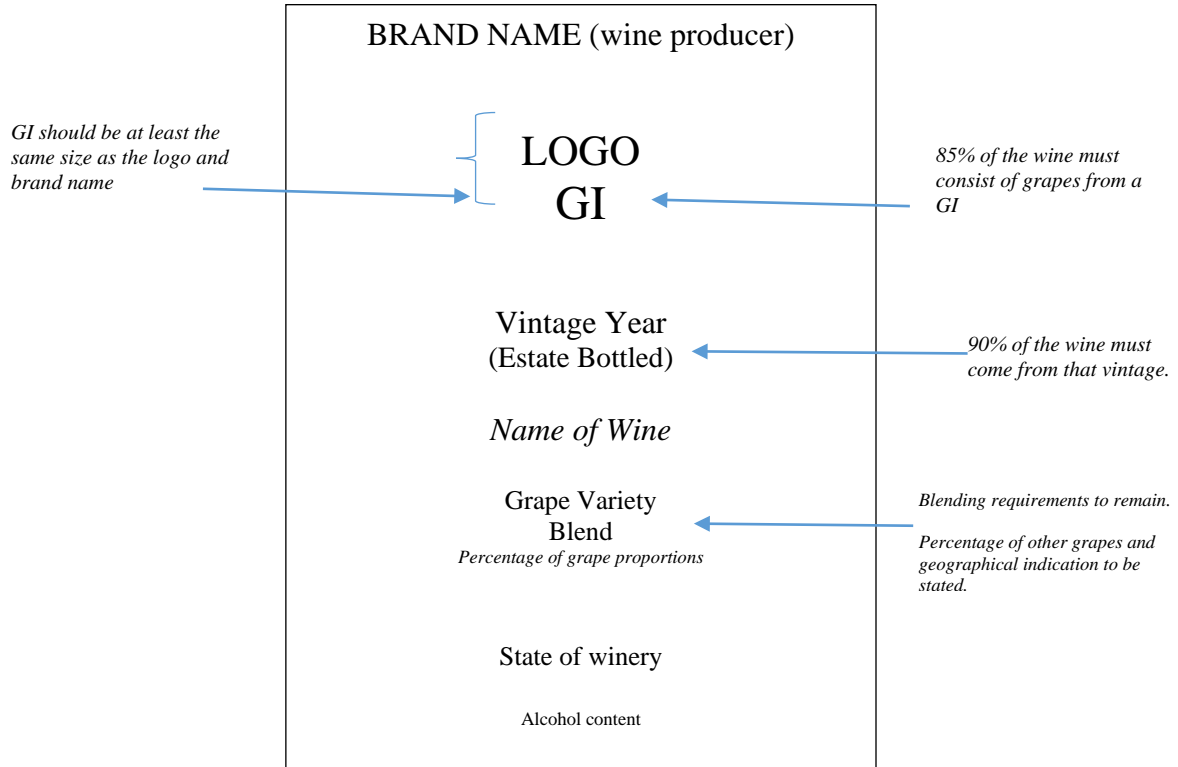 BRAND NAME (wine producer)
GI should be at least the
same size as the logo and
brand name
LOGO
GI
85% of the wine must
consist of grapes from a
GI
Vintage Year
(Estate Bottled)
90% of the wine must
come from that vintage.
Name of Wine
Grape Variety
Blend
Percentage of grape proportions
Blending requirements to remain.
Percentage of other grapes and
geographical indication to be
stated.
State of winery
Alcohol content